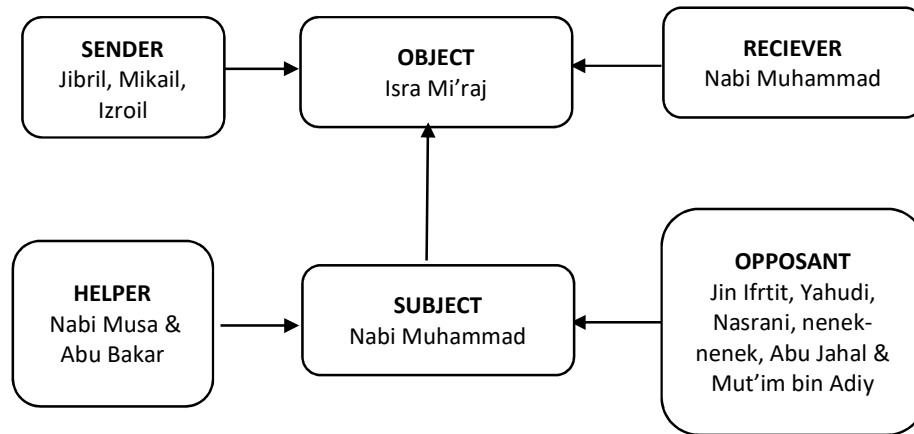 SENDER
Jibril, Mikail,
Izroil
OBJECT
Isra Mi’raj
RECIEVER
Nabi Muhammad
HELPER
Nabi Musa &
Abu Bakar
SUBJECT
Nabi Muhammad
OPPOSANT
Jin Ifrtit, Yahudi,
Nasrani, nenek-
nenek, Abu Jahal &
Mut’im bin Adiy